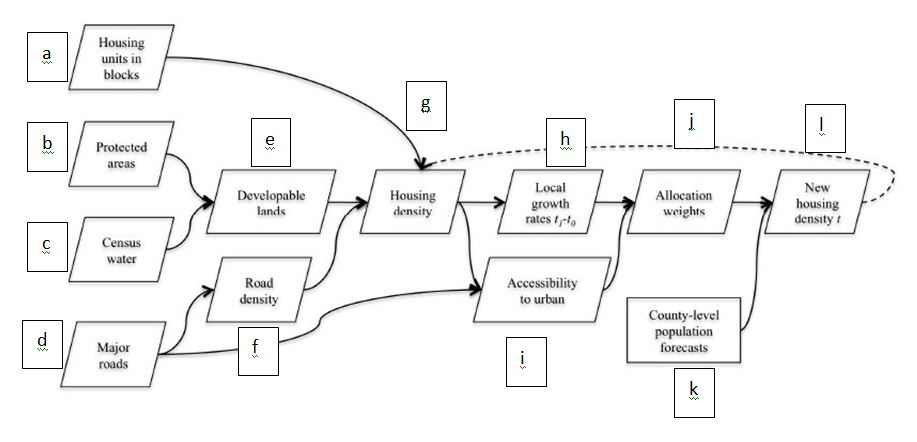 a
Housing
units in
blocks
g
b
Protected
areas
e
h
j
l
Developable
lands
Housing
density
Local
growth
rates t₁-t₀
Allocation
weights
New
housing
density t
c
Census
water
Road
density
Accessibility
to urban
d
Major
roads
f
i
County-level
population
forecasts
k